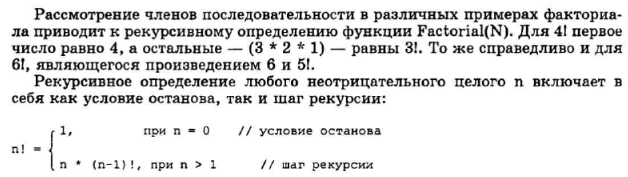 Рассмотрение членов последовательности в различных примерах факториа-
ла приводит к рекурсивному определению функции Factorial(N). Для 4! первое
число равно 4, а остальные — (3 * 2 * 1) — равны 3!. То же справедливо и для
6!, являющегося произведением 6 и 5!.
Рекурсивное определение любого неотрицательного целого n включает в
себя как условие останова, так и шаг рекурсии:
1, при n = 0 // условие останова
n! =
n * (n-1)!, при n > 1 // шаг рекурсии